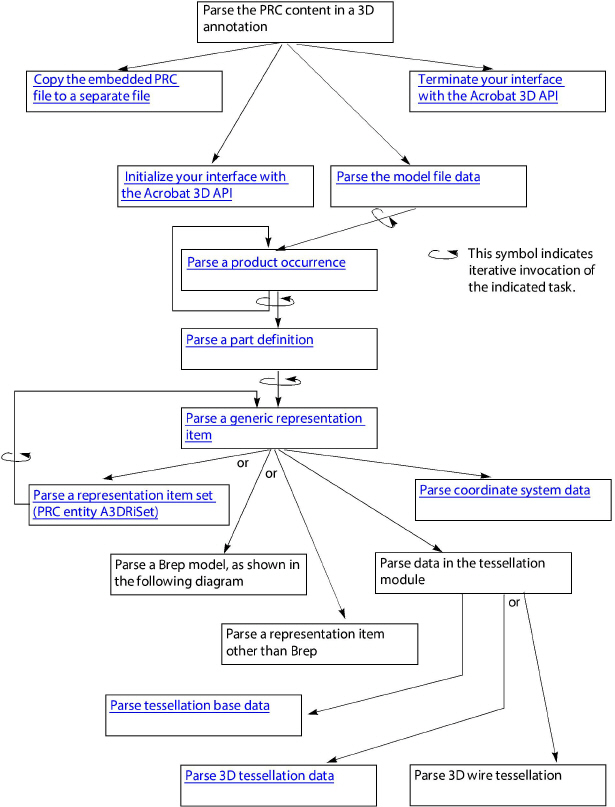 Parse the PRC content in a 3D
annotation
Copy the embedded PRC
file to a separate file
Terminate your interface
with the Acrobat 3D API
Initialize your interface with
the Acrobat 3D API
Parse the model file data
Parse a product occurrence
This symbol indicates
iterative invocation of
the indicated task.
Parse a part definition
Parse a generic representation
item
or
or
Parse a representation item set
(PRC entity A3DRiSet)
Parse coordinate system data
Parse a Brep model, as shown in
the following diagram
Parse data in the tessellation
module
or
Parse a representation item
other than Brep
Parse tessellation base data
Parse 3D tessellation data
Parse 3D wire tessellation